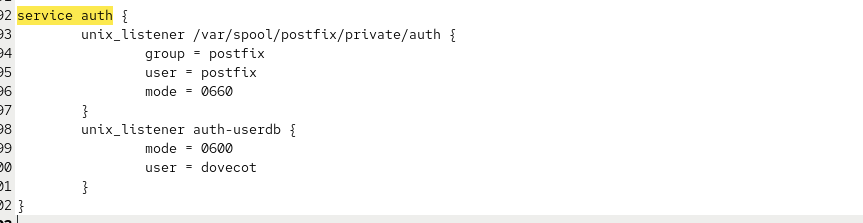 92 service auth {
93 unix_listener /var/spool/postfix/private/auth {
94 group = postfix
95 user = postfix
96 mode = 0660
97 }
98 unix_listener auth-userdb {
99 mode = 0600
00 user = dovecot
01 }
02 }